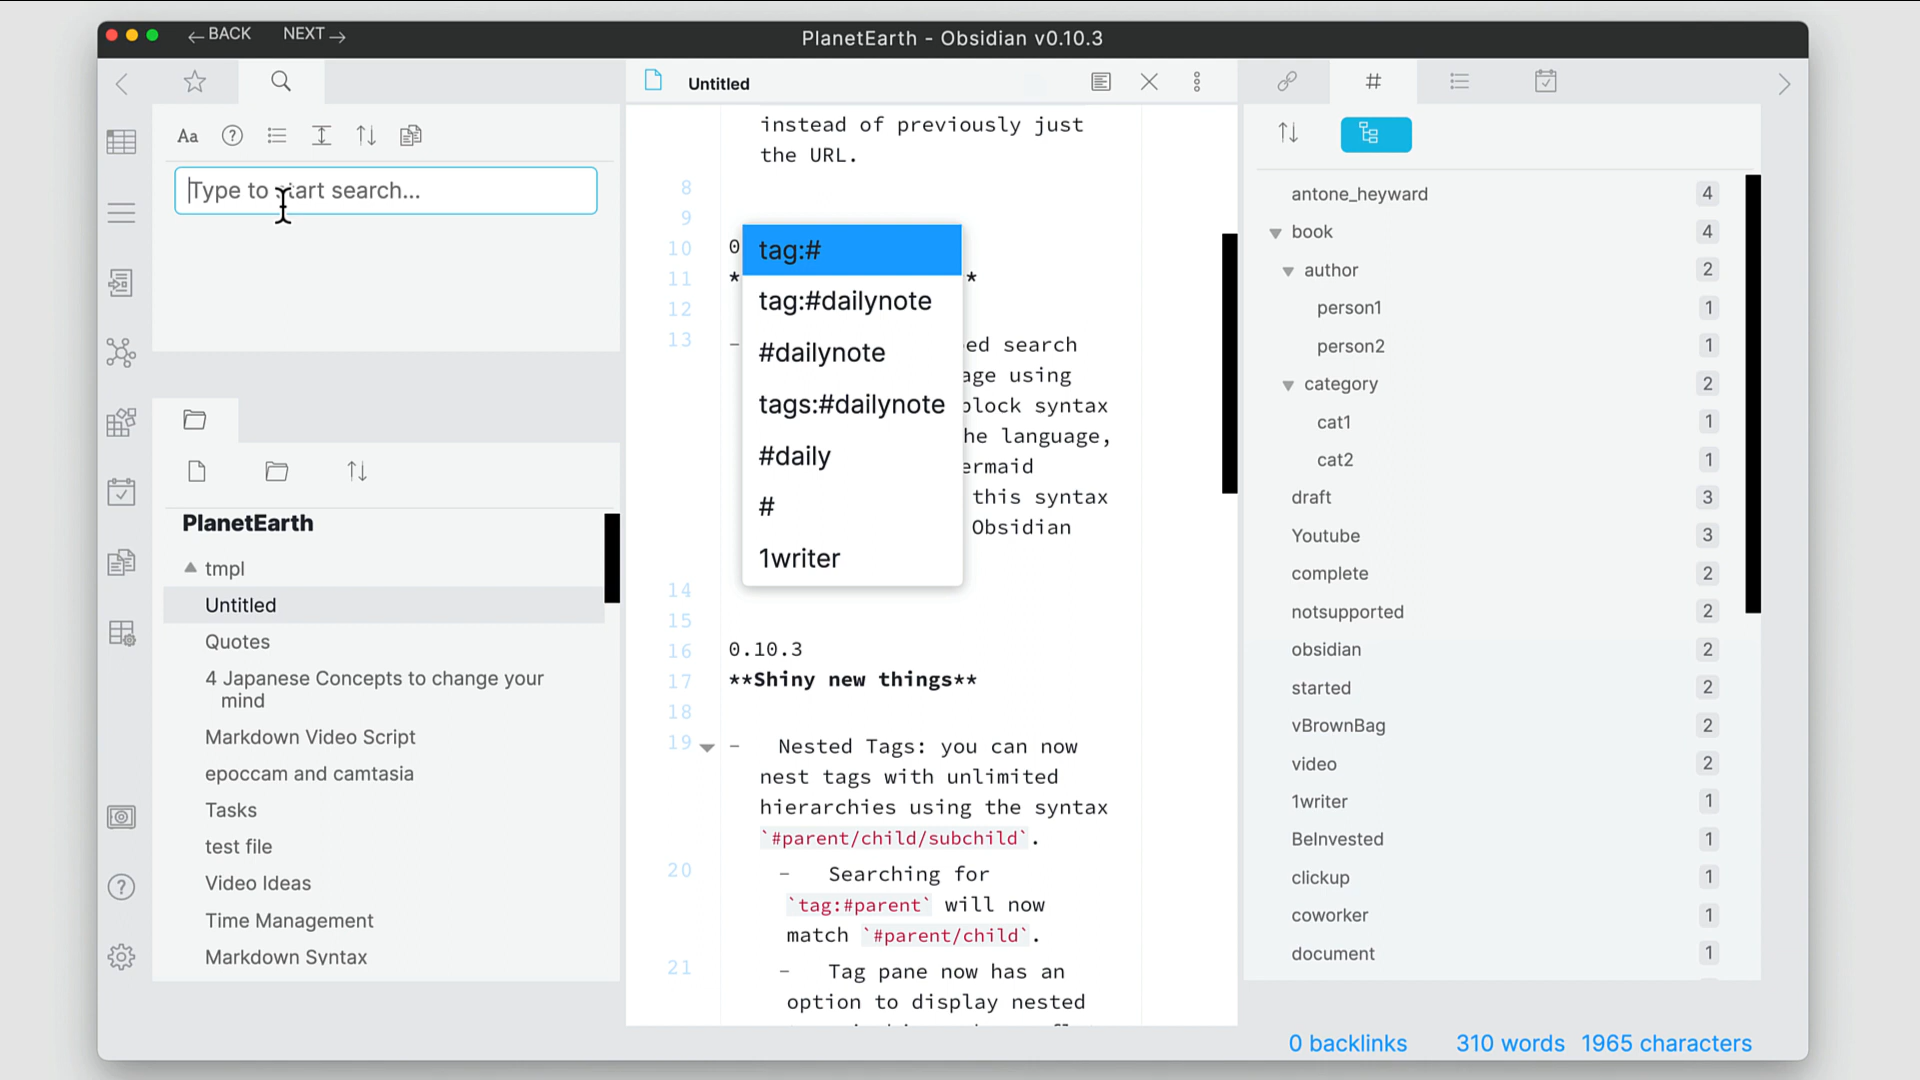 BACK
NEXT
PlanetEarth - Obsidian v0.10.3
Untitled
Aa
Type to start search...
PlanetEarth
tmpl
Untitled
Quotes
4 Japanese Concepts to change your
mind
Markdown Video Script
epoccam and camtasia
Tasks
test file
Video Ideas
Time Management
Markdown Syntax
instead of previously just
the URL.
8
9
10 0
11 * *
12
13 - ed search
age using
block syntax
he language,
ermaid
this syntax
Obsidian
tag:#
tag:#dailynote
#dailynote
tags:#dailynote
#daily
#
1writer
14
15
16 0.10.3
17 **Shiny new things**
18
19 - Nested Tags: you can now
nest tags with unlimited
hierarchies using the syntax
`#parent/child/subchild`.
20 - Searching for
`tag:#parent` will now
match `#parent/child`.
21 - Tag pane now has an
option to display nested
#
antone_heyward 4
book 4
author 2
person1 1
person2 1
category 2
cat1 1
cat2 1
draft 3
Youtube 3
complete 2
notsupported 2
obsidian 2
started 2
vBrownBag 2
video 2
1writer 1
BeInvested 1
clickup 1
coworker 1
document 1
0 backlinks 310 words 1965 characters